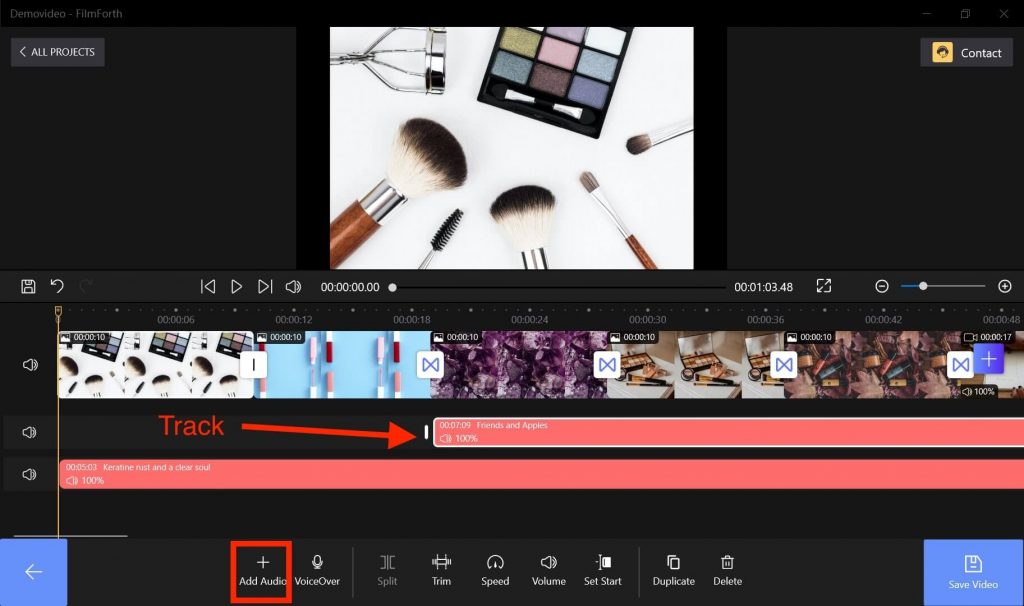 Demovideo - FilmForth
ALL PROJECTS
Contact
00:00:00.00
00:01:03.48
00:00:06
00:00:12
00:00:18
00:00:24
00:00:30
00:00:36
00:00:42
00:00:48
00:00:10
00:00:10
00:00:10
00:00:10
00:00:10
00:00:17
100%
Track
00:07:09 Friends and Apples
100%
00:05:03 Keratine rust and a clear soul
100%
Add Audio
VoiceOver
Split
Trim
Speed
Volume
Set Start
Duplicate
Delete
Save Video